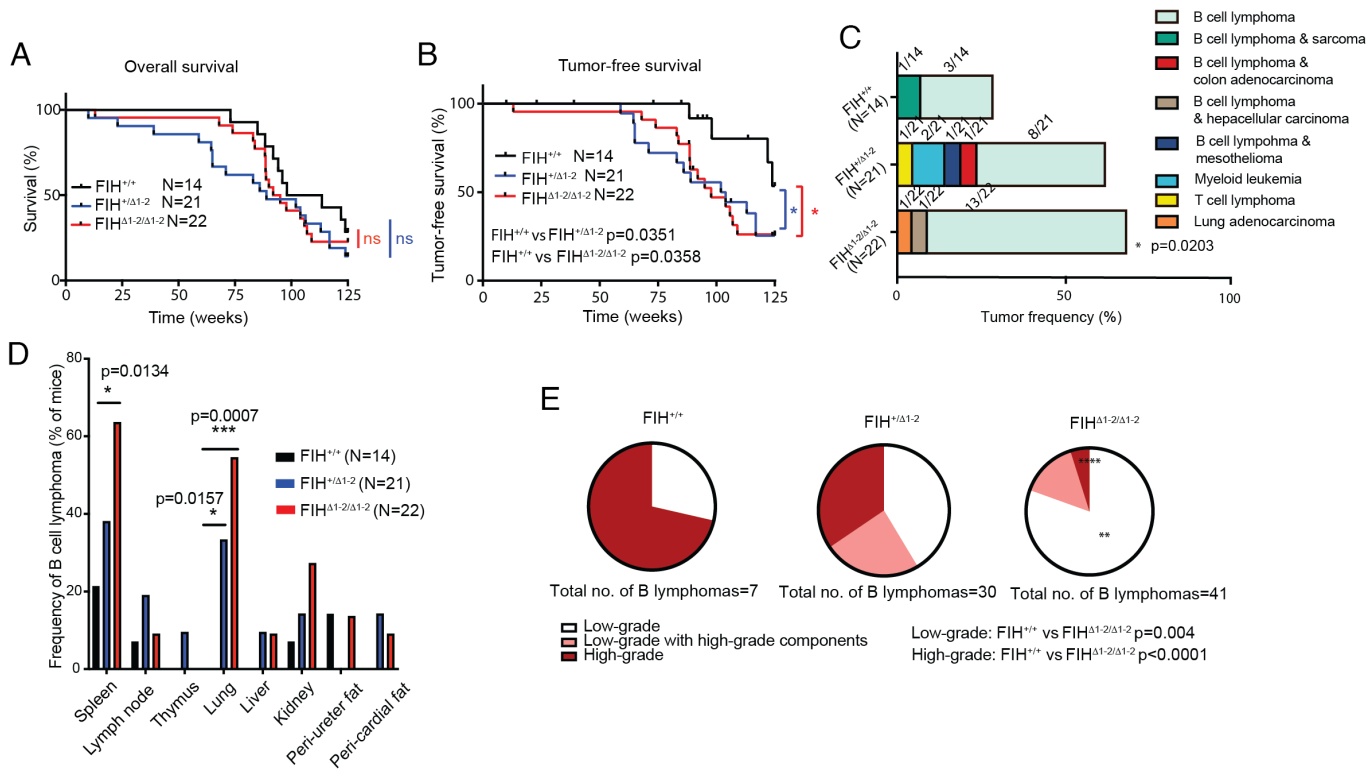 A
Overall survival
Survival (%)
100
50
0
FIH+/+ N=14
FIH+/Δ1-2 N=21
FIHΔ1-2/Δ1-2 N=22
ns
ns
0 25 50 75 100 125
Time (weeks)
B
Tumor-free survival
Tumor-free survival (%)
100
50
0
FIH+/+ N=14
FIH+/Δ1-2 N=21
FIHΔ1-2/Δ1-2 N=22
FIH+/+ vs FIH+/Δ1-2 p=0.0351
FIH+/+ vs FIHΔ1-2/Δ1-2 p=0.0358
*
*
0 25 50 75 100 125
Time (weeks)
C
1/14 3/14
FIH+/+
(N=14)
1/21 2/21 1/21 1/21 8/21
FIH+/Δ1-2
(N=21)
1/22 1/22 13/22
FIHΔ1-2/Δ1-2
(N=22)
* p=0.0203
0 50 100
Tumor frequency (%)
B cell lymphoma
B cell lymphoma & sarcoma
B cell lymphoma &
colon adenocarcinoma
B cell lymphoma
& hepacellular carcinoma
B cell lympohma &
mesothelioma
Myeloid leukemia
T cell lymphoma
Lung adenocarcinoma
D
Frequency of B cell lymphoma (% of mice)
80
60
40
20
0
p=0.0134
*
p=0.0007
***
p=0.0157
*
FIH+/+ (N=14)
FIH+/Δ1-2 (N=21)
FIHΔ1-2/Δ1-2 (N=22)
Spleen
Lymph node
Thymus
Lung
Liver
Kidney
Peri-ureter fat
Peri-cardial fat
E
FIH+/+
FIH+/Δ1-2
FIHΔ1-2/Δ1-2
****
**
Total no. of B lymphomas=7
Total no. of B lymphomas=30
Total no. of B lymphomas=41
Low-grade
Low-grade with high-grade components
High-grade
Low-grade: FIH+/+ vs FIHΔ1-2/Δ1-2 p=0.004
High-grade: FIH+/+ vs FIHΔ1-2/Δ1-2 p<0.0001